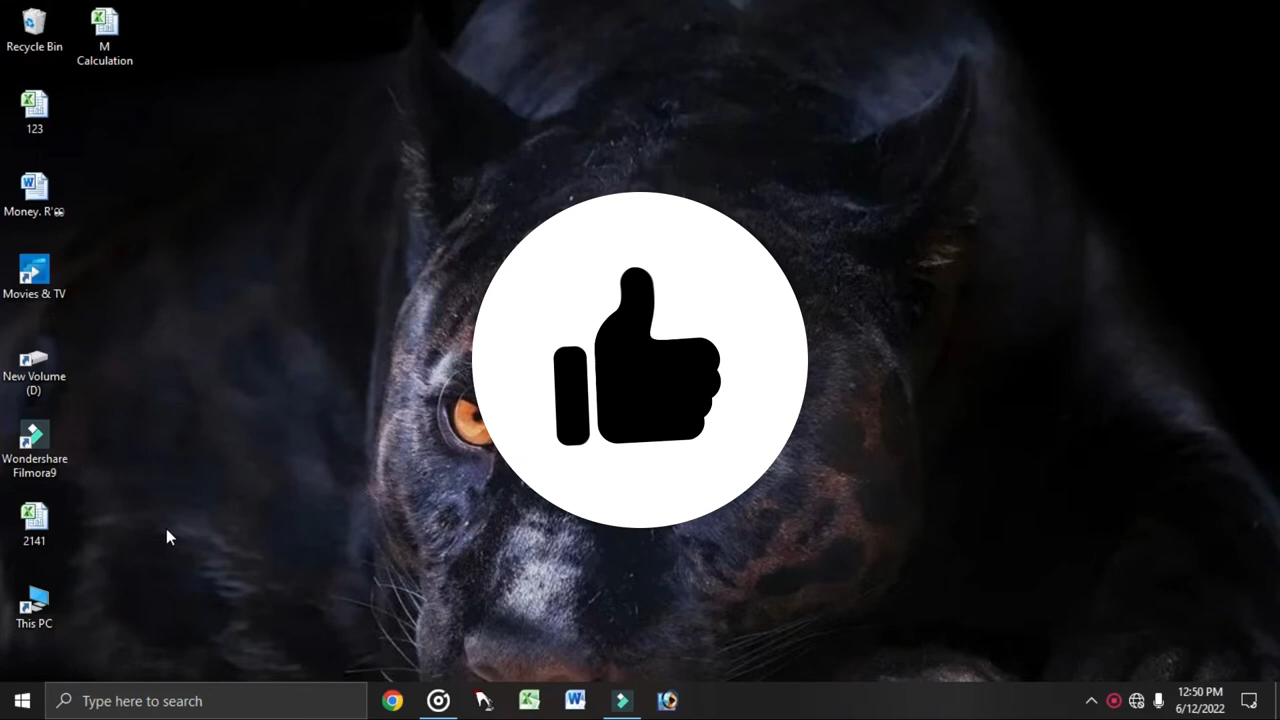 Recycle Bin
M
Calculation
123
Movies & TV
New Volume
(D)
Wondershare
Filmora9
2141
This PC
Type here to search
12:50 PM
6/12/2022